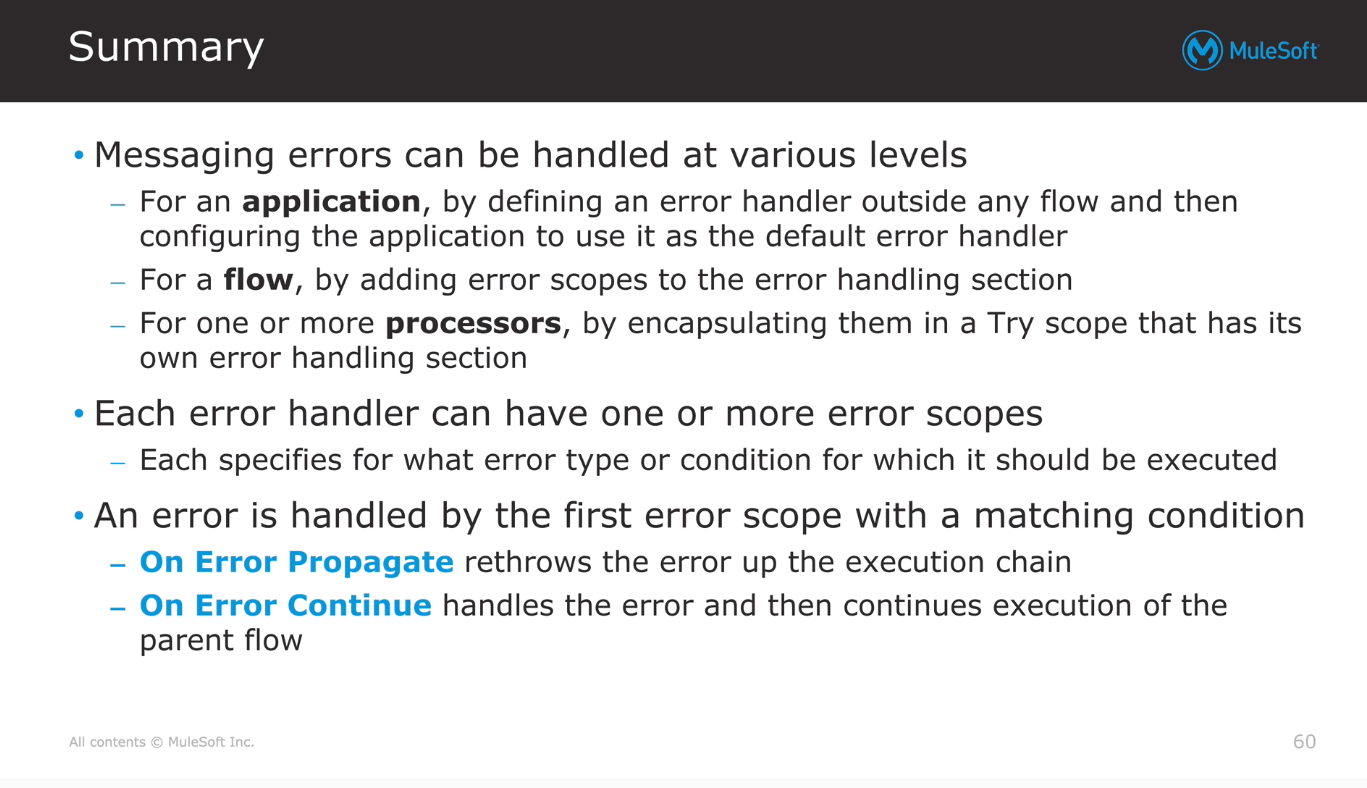 Summary
MuleSoft
• Messaging errors can be handled at various levels
– For an application, by defining an error handler outside any flow and then
configuring the application to use it as the default error handler
– For a flow, by adding error scopes to the error handling section
– For one or more processors, by encapsulating them in a Try scope that has its
own error handling section
• Each error handler can have one or more error scopes
– Each specifies for what error type or condition for which it should be executed
• An error is handled by the first error scope with a matching condition
– On Error Propagate rethrows the error up the execution chain
– On Error Continue handles the error and then continues execution of the
parent flow
All contents © MuleSoft Inc.
60